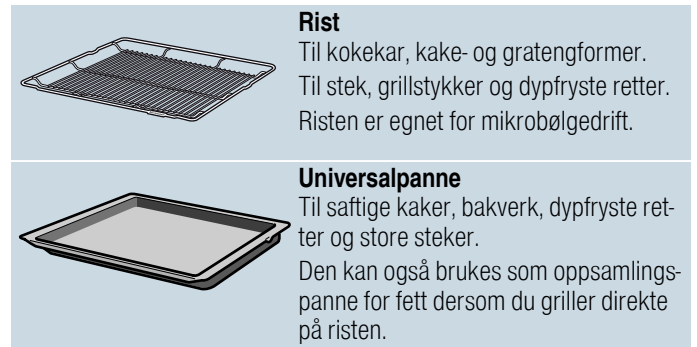 Rist
Til kokekar, kake- og gratengformer.
Til stek, grillstykker og dypfryste retter.
Risten er egnet for mikrobølgedrift.
Universalpanne
Til saftige kaker, bakverk, dypfryste ret-
ter og store steker.
Den kan også brukes som oppsamlings-
panne for fett dersom du griller direkte
på risten.